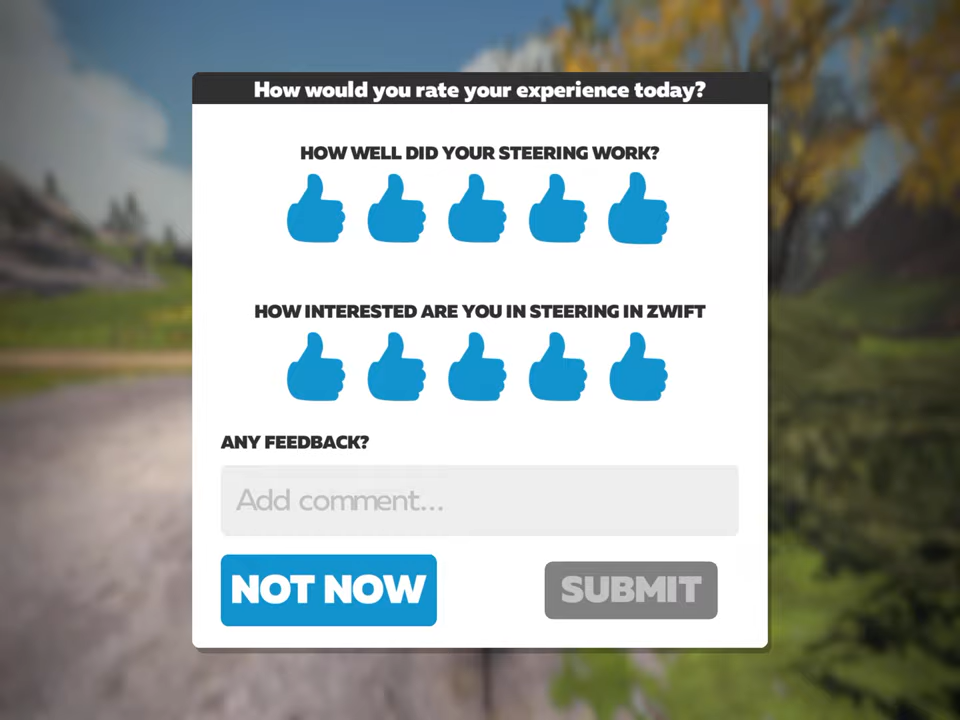 How would you rate your experience today?
HOW WELL DID YOUR STEERING WORK?
HOW INTERESTED ARE YOU IN STEERING IN ZWIFT
ANY FEEDBACK?
Add comment...
NOT NOW
SUBMIT